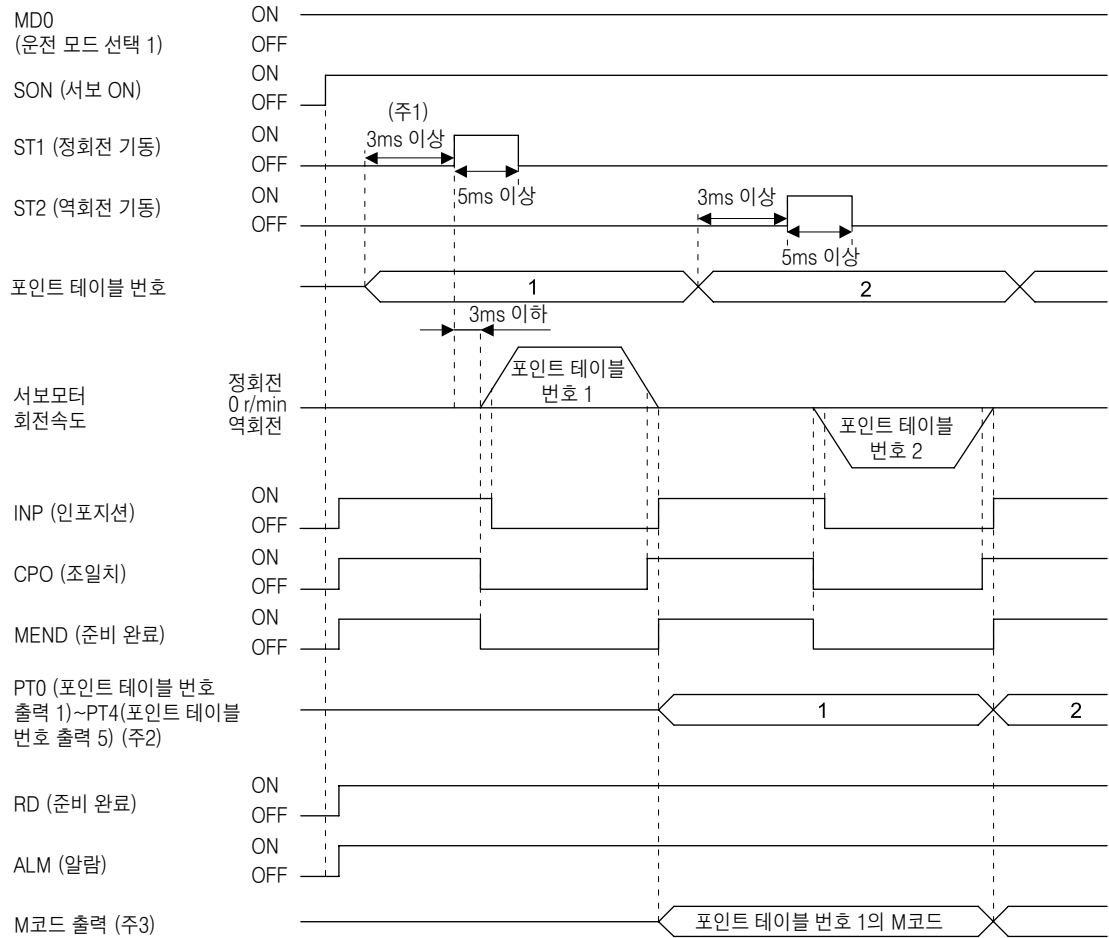 MD0 ON
(운전 모드 선택 1) OFF
SON (서보 ON) ON
OFF
(주1)
ST1 (정회전 기동) ON 3ms 이상
OFF
5ms 이상
ST2 (역회전 기동) ON 3ms 이상
OFF
5ms 이상
포인트 테이블 번호 1 2
3ms 이하
서보모터
회전속도
정회전
0 r/min
역회전
포인트 테이블
번호 1
포인트 테이블
번호 2
INP (인포지션) ON
OFF
CPO (조일치) ON
OFF
MEND (준비 완료) ON
OFF
PT0 (포인트 테이블 번호
출력 1)~PT4(포인트 테이블
번호 출력 5) (주2)
1 2
RD (준비 완료) ON
OFF
ALM (알람) ON
OFF
M코드 출력 (주3) 포인트 테이블 번호 1의 M코드